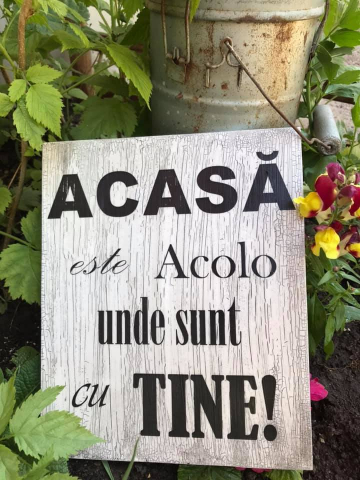 ACASĂ
este Acolo
unde sunt
cu TINE!